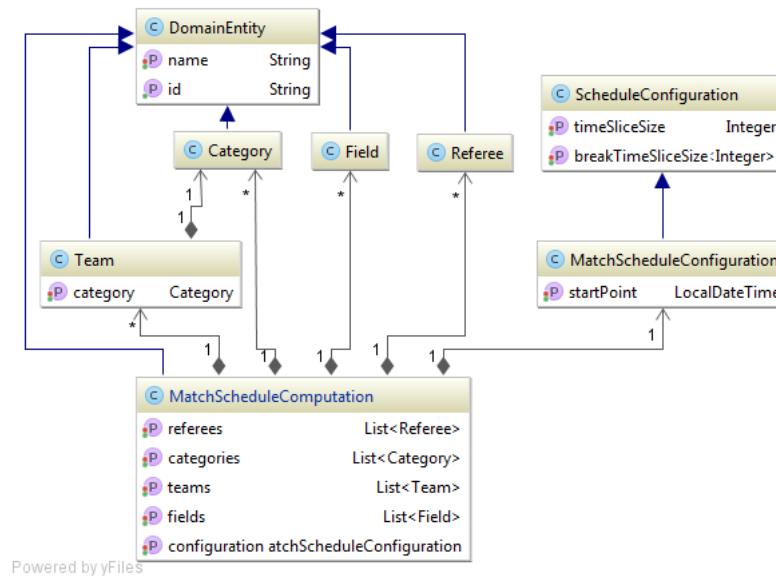 C DomainEntity
P name String
P id String
C ScheduleConfiguration
P timeSliceSize Integer
P breakTimeSliceSize <Integer>
C Category
C Field
C Referee
1
1
*
*
*
C Team
P category Category
C MatchScheduleConfiguration
P startPoint LocalDateTime
*
1
1
1
1
1
1
C MatchScheduleComputation
P referees List<Referee>
P categories List<Category>
P teams List<Team>
P fields List<Field>
P configuration atchScheduleConfiguration
Powered by yFiles